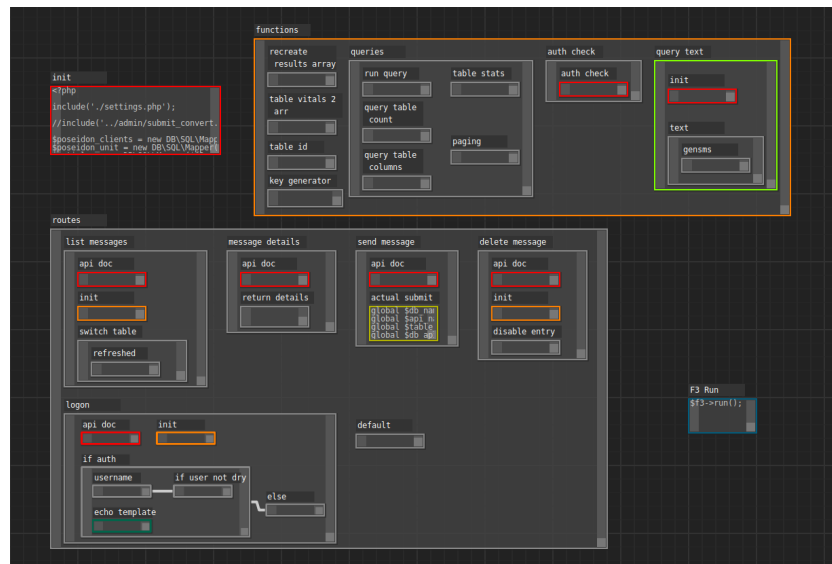 functions
recreate
results array
queries
auth check
query text
run query
table stats
auth check
init
init
<?php
include('./settings.php');
//include('../admin/submit_convert.
$poseidon_clients = new DB\SQL\Mapp
$poseidon_unit = new DB\SQL\Mapper(
table vitals 2
arr
query table
count
text
table id
paging
gensms
query table
columns
key generator
routes
list messages
message details
send message
delete message
api doc
api doc
api doc
api doc
init
return details
actual submit
init
global $db_nam
global $api_na
global $table_
global $db_api
switch table
disable entry
refreshed
F3 Run
$f3->run();
logon
api doc
init
default
if auth
username
if user not dry
else
echo template